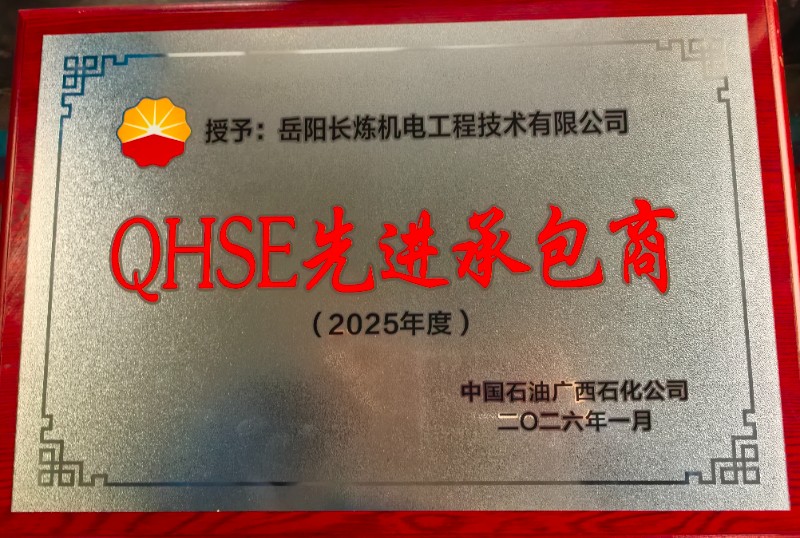 授予：岳阳长炼机电工程技术有限公司
QHSE先进承包商
（2025年度）
中国石油广西石化公司
二〇二六年一月